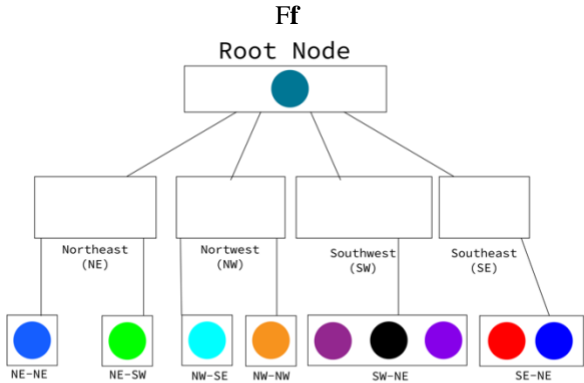 Ff
Root Node
Northeast
(NE)
Nortwest
(NW)
Southwest
(SW)
Southeast
(SE)
NE-NE
NE-SW
NW-SE
NW-NW
SW-NE
SE-NE